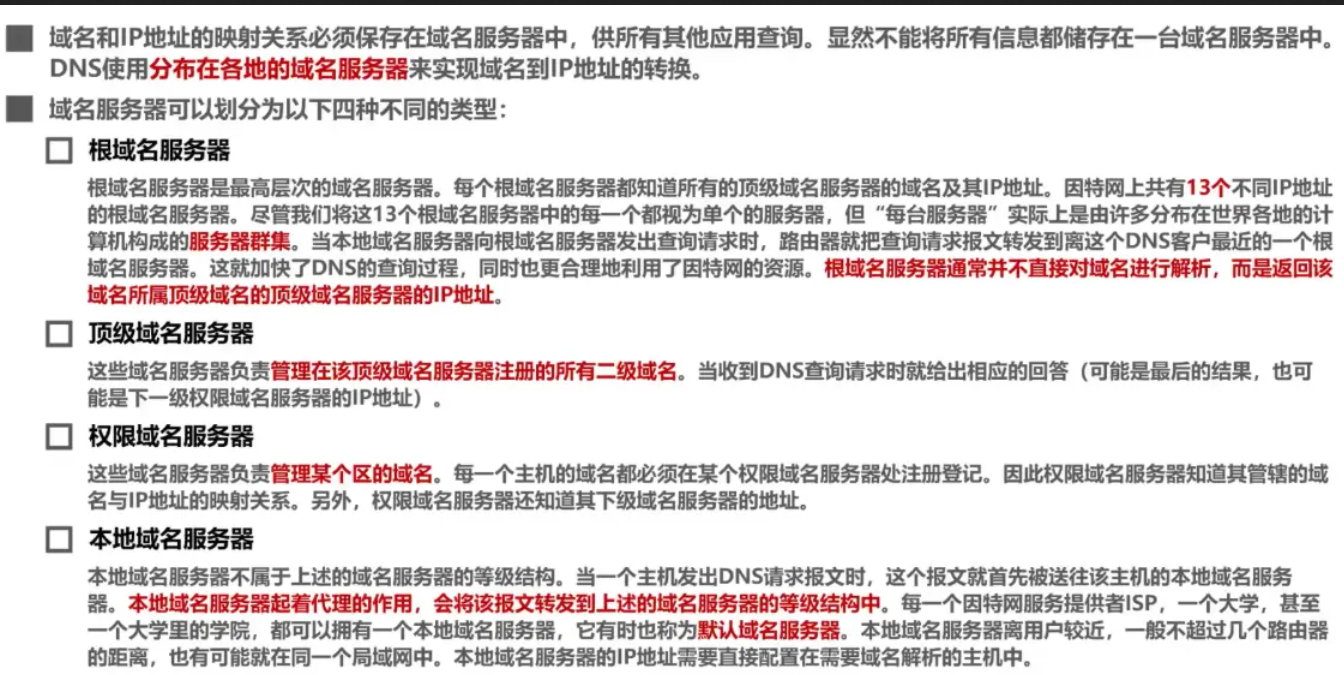 域名和IP地址的映射关系必须保存在域名服务器中，供所有其他应用查询。显然不能将所有信息都储存在一台域名服务器中。
DNS使用分布在各地的域名服务器来实现域名到IP地址的转换。
域名服务器可以划分为以下四种不同的类型：
根域名服务器
根域名服务器是最高层次的域名服务器。每个根域名服务器都知道所有的顶级域名服务器的域名及其IP地址。因特网上共有13个不同IP地址
的根域名服务器。尽管我们将这13个根域名服务器中的每一个都视为单个的服务器，但“每台服务器”实际上是由许多分布在世界各地的计
算机构成的服务器群集。当本地域名服务器向根域名服务器发出查询请求时，路由器就把查询请求报文转发到离这个DNS客户最近的一个根
域名服务器。这就加快了DNS的查询过程，同时也更合理地利用了因特网的资源。根域名服务器通常并不直接对域名进行解析，而是返回该
域名所属顶级域名的顶级域名服务器的IP地址。
顶级域名服务器
这些域名服务器负责管理在该顶级域名服务器注册的所有二级域名。当收到DNS查询请求时就给出相应的回答（可能是最后的结果，也可
能是下一级权限域名服务器的IP地址）。
权限域名服务器
这些域名服务器负责管理某个区的域名。每一个主机的域名都必须在某个权限域名服务器处注册登记。因此权限域名服务器知道其管辖的域
名与IP地址的映射关系。另外，权限域名服务器还知道其下级域名服务器的地址。
本地域名服务器
本地域名服务器不属于上述的域名服务器的等级结构。当一个主机发出DNS请求报文时，这个报文就首先被送往该主机的本地域名服务
器。本地域名服务器起着代理的作用，会将该报文转发到上述的域名服务器的等级结构中。每一个因特网服务提供者ISP，一个大学，甚至
一个大学里的学院，都可以拥有一个本地域名服务器，它有时也称为默认域名服务器。本地域名服务器离用户较近，一般不超过几个路由器
的距离，也有可能就在同一个局域网中。本地域名服务器的IP地址需要直接配置在需要域名解析的主机中。